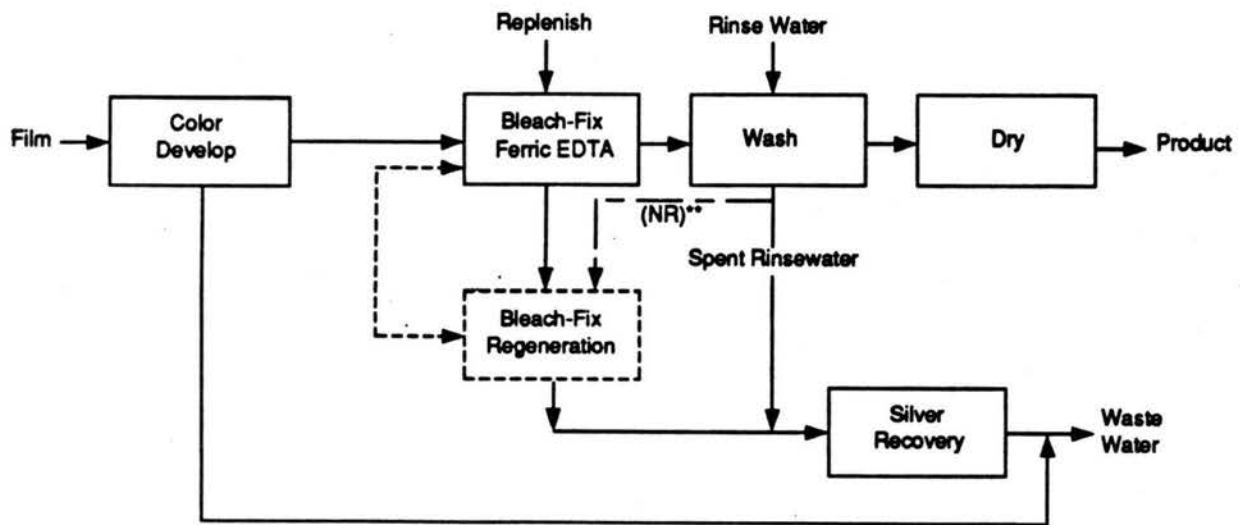 Replenish
Rinse Water
Film
Color
Develop
Bleach-Fix
Ferric EDTA
Wash
Dry
Product
(NR)**
Spent Rinsewater
Bleach-Fix
Regeneration
Silver
Recovery
Waste
Water